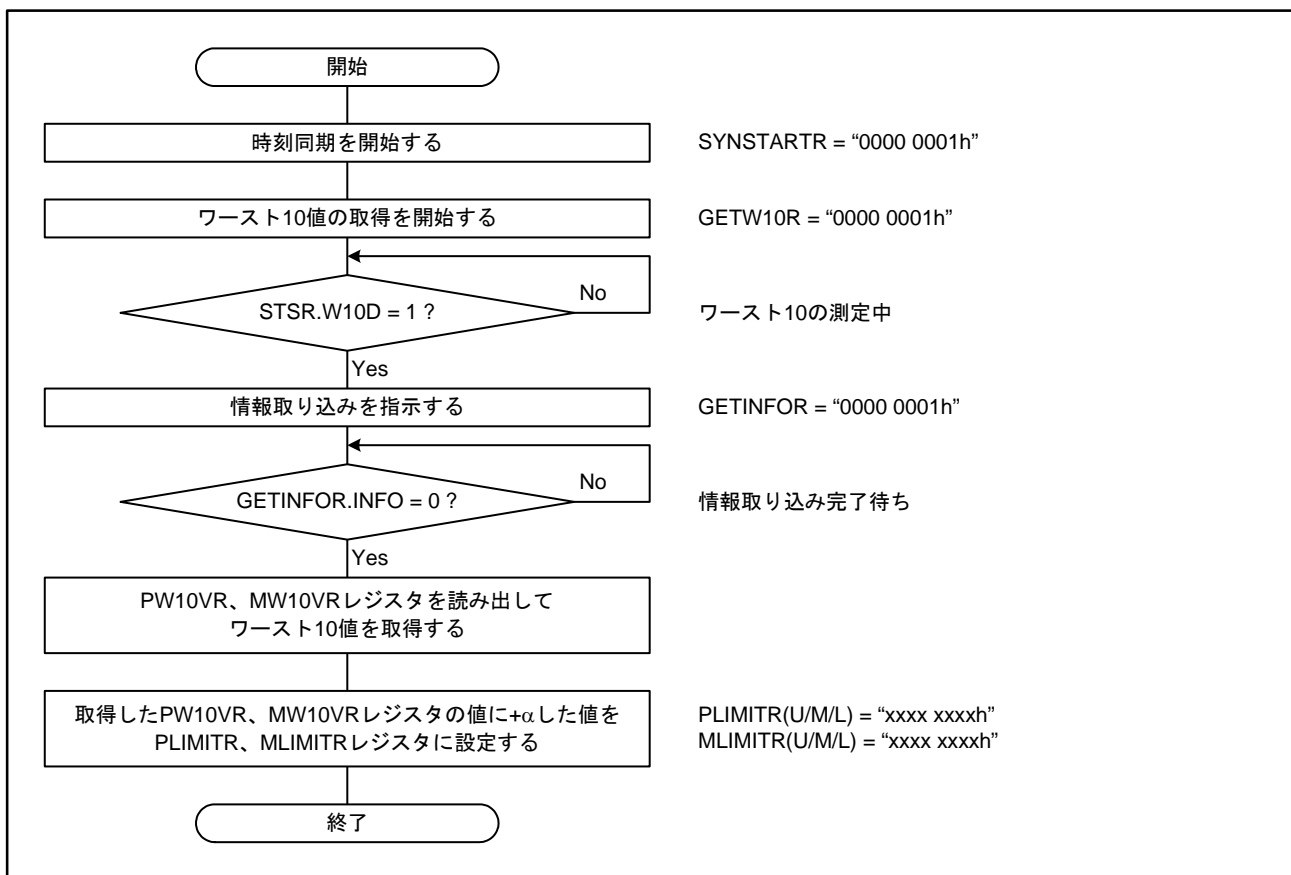 開始
時刻同期を開始する
SYNSTARTR = “0000 0001h”
ワースト10値の取得を開始する
GETW10R = “0000 0001h”
STSR.W10D = 1 ?
No
ワースト10の測定中
Yes
情報取り込みを指示する
GETINFOR = “0000 0001h”
GETINFOR.INFO = 0 ?
No
情報取り込み完了待ち
Yes
PW10VR、MW10VRレジスタを読み出して
ワースト10値を取得する
取得したPW10VR、MW10VRレジスタの値に+αした値を
PLIMITR、MLIMITRレジスタに設定する
PLIMITR(U/M/L) = “xxxx xxxxh”
MLIMITR(U/M/L) = “xxxx xxxxh”
終了